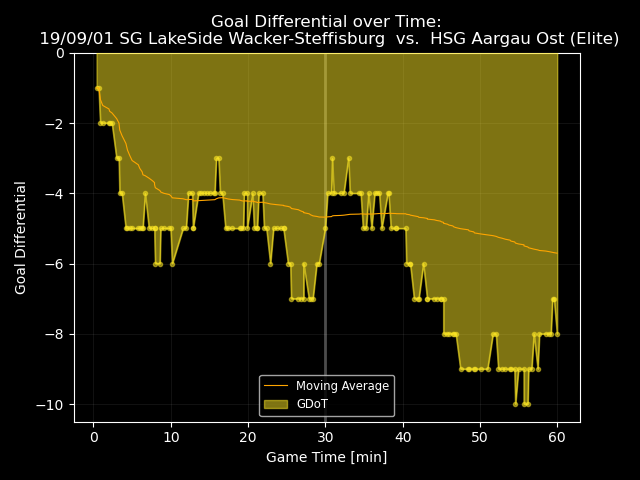 Goal Differential over Time:
19/09/01 SG LakeSide Wacker-Steffisburg  vs.  HSG Aargau Ost (Elite)
0
−2
−4
−6
−8
−10
Goal Differential
Moving Average
GDoT
0 10 20 30 40 50 60
Game Time [min]